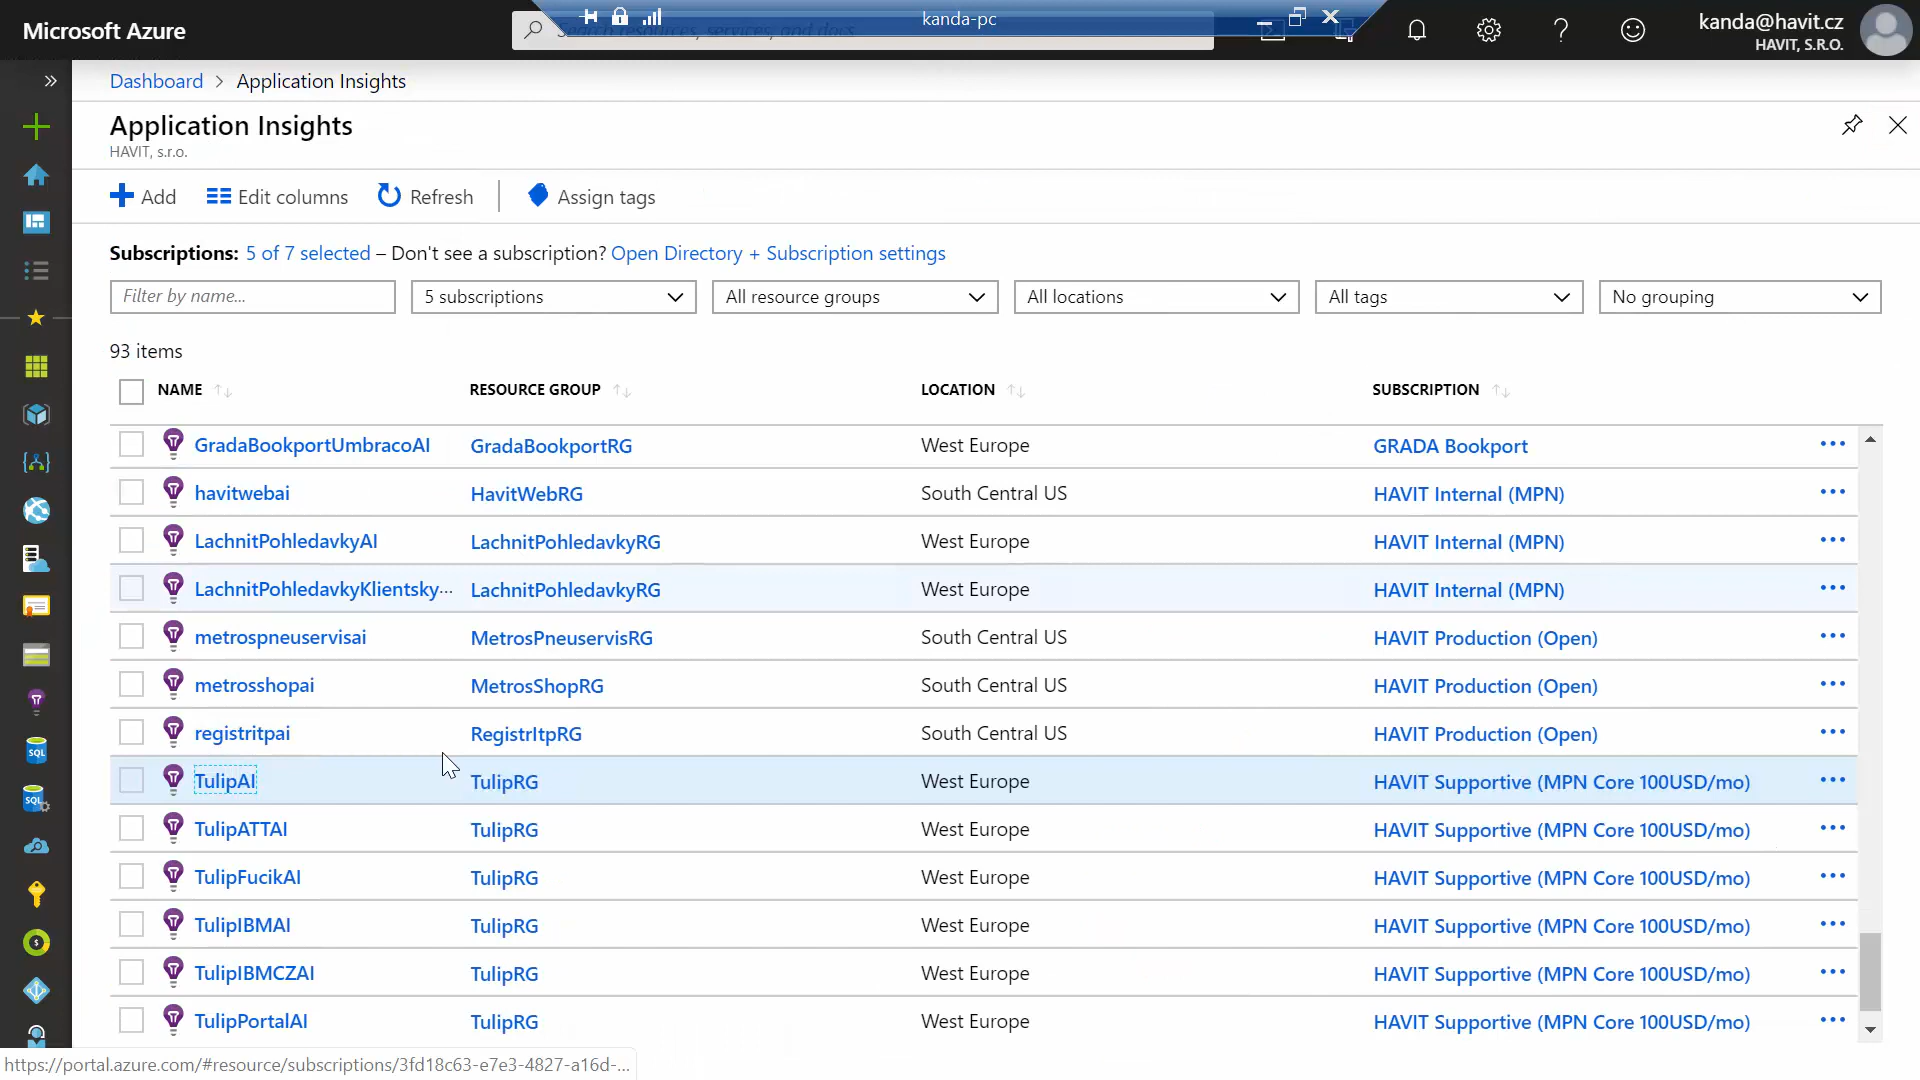 Microsoft Azure
Search resources, services, and docs
kanda-pc
kanda@havit.cz
HAVIT, S.R.O.
Dashboard > Application Insights
Application Insights
HAVIT, s.r.o.
Add
Edit columns
Refresh
Assign tags
Subscriptions: 5 of 7 selected – Don't see a subscription? Open Directory + Subscription settings
Filter by name... 5 subscriptions All resource groups All locations All tags No grouping
93 items
NAME RESOURCE GROUP LOCATION SUBSCRIPTION
GradaBookportUmbracoAI GradaBookportRG West Europe GRADA Bookport
havitwebai HavitWebRG South Central US HAVIT Internal (MPN)
LachnitPohledavkyAI LachnitPohledavkyRG West Europe HAVIT Internal (MPN)
LachnitPohledavkyKlientsky... LachnitPohledavkyRG West Europe HAVIT Internal (MPN)
metrospneuservisai MetrosPneuservisRG South Central US HAVIT Production (Open)
metrosshopai MetrosShopRG South Central US HAVIT Production (Open)
registritpai RegistrItpRG South Central US HAVIT Production (Open)
TulipAI TulipRG West Europe HAVIT Supportive (MPN Core 100USD/mo)
TulipATTAI TulipRG West Europe HAVIT Supportive (MPN Core 100USD/mo)
TulipFucikAI TulipRG West Europe HAVIT Supportive (MPN Core 100USD/mo)
TulipIBMAI TulipRG West Europe HAVIT Supportive (MPN Core 100USD/mo)
TulipIBMCZAI TulipRG West Europe HAVIT Supportive (MPN Core 100USD/mo)
TulipPortalAI TulipRG West Europe HAVIT Supportive (MPN Core 100USD/mo)
https://portal.azure.com/#resource/subscriptions/3fd18c63-e7e3-4827-a16d-...